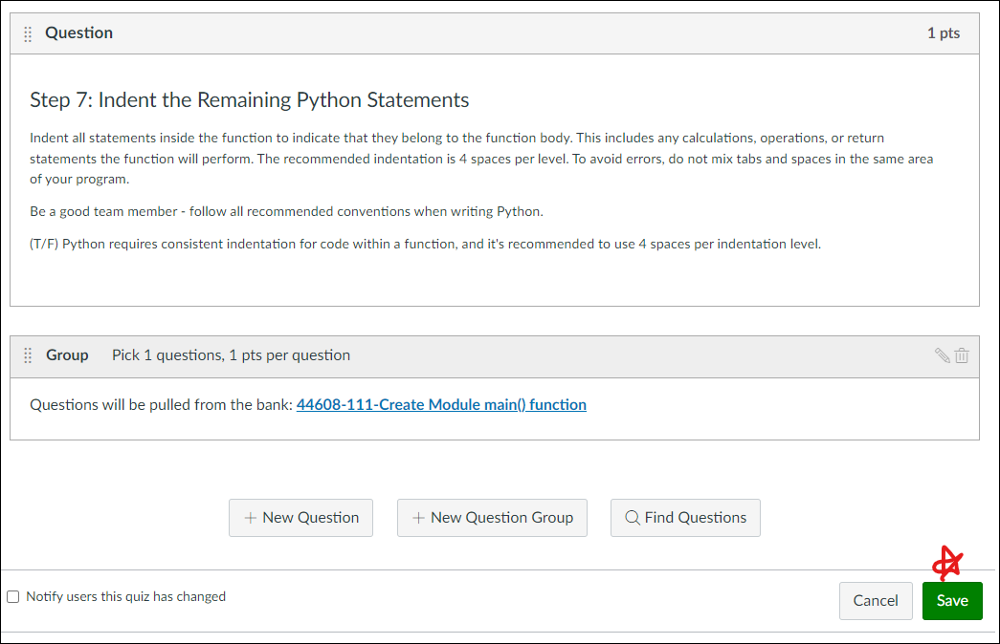 Question 1 pts
Step 7: Indent the Remaining Python Statements
Indent all statements inside the function to indicate that they belong to the function body. This includes any calculations, operations, or return
statements the function will perform. The recommended indentation is 4 spaces per level. To avoid errors, do not mix tabs and spaces in the same area
of your program.
Be a good team member - follow all recommended conventions when writing Python.
(T/F) Python requires consistent indentation for code within a function, and it's recommended to use 4 spaces per indentation level.
Group Pick 1 questions, 1 pts per question
Questions will be pulled from the bank: 44608-111-Create Module main() function
+ New Question + New Question Group Find Questions
Notify users this quiz has changed Cancel Save